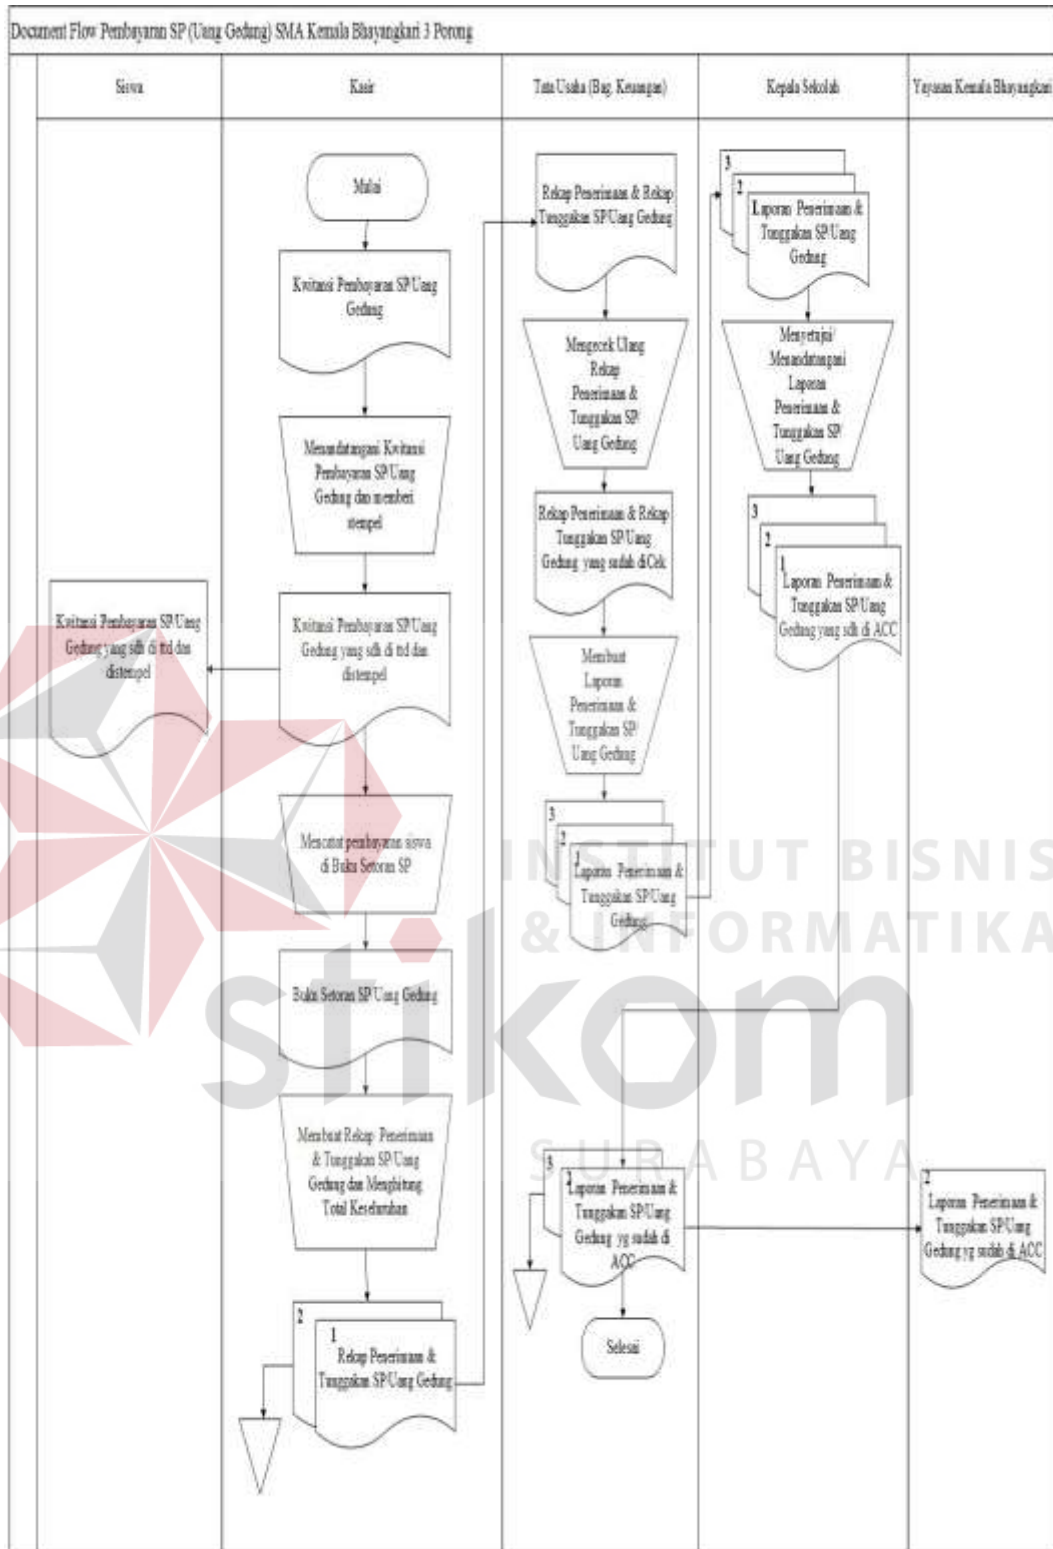 Document Flow Pembayaran SP (Uang Gedung) SMA Kemala Bhayangkari 3 Porong
Siswa
Kasir
Tata Usaha (Bag. Keuangan)
Kepala Sekolah
Yayasan Kemala Bhayangkari
Kwitansi Pembayaran SP/Uang
Gedung yang sdh di ttd dan
distempel
Mulai
Kwitansi Pembayaran SP/Uang
Gedung
Menandatangani Kwitansi
Pembayaran SP/Uang
Gedung dan memberi
stempel
Kwitansi Pembayaran SP/Uang
Gedung yang sdh di ttd dan
distempel
Mencatat pembayaran siswa
di Buku Setoran SP
Buku Setoran SP/Uang Gedung
Membuat Rekap Penerimaan
& Tunggakan SP/Uang
Gedung dan Menghitung
Total Keseluruhan
2
1
Rekap Penerimaan &
Tunggakan SP/Uang Gedung
Rekap Penerimaan & Rekap
Tunggakan SP/Uang Gedung
Mengecek Ulang
Rekap
Penerimaan &
Tunggakan SP/
Uang Gedung
Rekap Penerimaan & Rekap
Tunggakan SP/Uang
Gedung yang sudah diCek
Membuat
Laporan
Penerimaan &
Tunggakan SP/
Uang Gedung
3
2
1
Laporan Penerimaan &
Tunggakan SP/Uang
Gedung
3
2
Laporan Penerimaan &
Tunggakan SP/Uang
Gedung yg sudah di
ACC
Selesai
3
2
1
Laporan Penerimaan &
Tunggakan SP/Uang
Gedung
Menyetujui/
Menandatangani
Laporan
Penerimaan &
Tunggakan SP/
Uang Gedung
3
2
1
Laporan Penerimaan &
Tunggakan SP/Uang
Gedung yang sdh di ACC
2
Laporan Penerimaan &
Tunggakan SP/Uang
Gedung yg sudah di ACC
INSTITUT BISNIS
& INFORMATIKA
stikom
SURABAYA